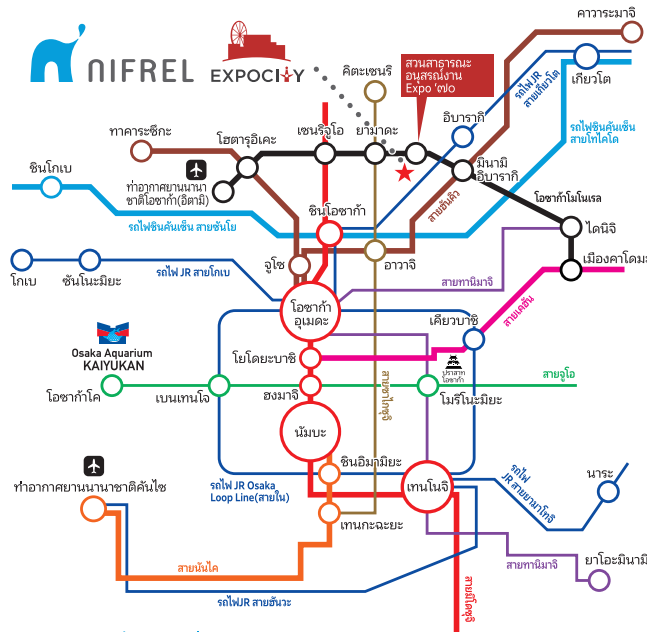 คาวาระมาจิ
NIFREL
EXPOCITY
คิตะเซนริ
สวนสาธารณะ
อนุสรณ์งาน
Expo '๗๐
รถไฟ JR
สายเกียวโต
เกียวโต
อิบารากิ
รถไฟชินคันเซ็น
สายโทไคโด
ทาคาระซึกะ
โฮตารุอิเคะ
เซนริจูโอ
ยามาดะ
มินามิ
อิบารากิ
ชินโกเบ
ท่าอากาศยานนานา
ชาติโอซาก้า(อิตามิ)
สายฮันคิว
โอซาก้าโมโนเรล
รถไฟชินคันเซ็น สายซันโย
ชินโอซาก้า
ไดนิจิ
จูโซ
อาวาจิ
โกเบ
ซันโนะมิยะ
รถไฟ JR สายโกเบ
สายทานิมาจิ
เมืองคาโดมะ
โอซาก้า
อุเมดะ
เคียวบาชิ
สายเคฮัน
Osaka Aquarium
KAIYUKAN
โยโดยะบาชิ
ปราสาท
โอซาก้า
สายจูโอ
โอซาก้าโค
เบนเทนโจ
ฮงมาจิ
สายซาไกซูจิ
โมริโนะมิยะ
นัมบะ
ชินอิมามิยะ
ท่าอากาศยานนานาชาติคันไซ
รถไฟ JR Osaka
Loop Line(สายใน)
เทนโนจิ
รถไฟ
JR สายยามาโทจิ
นาระ
เทนกะฉะยะ
สายนันไค
สายทานิมาจิ
ยาโอะมินามิ
รถไฟJR สายฮันวะ
สายมิโดซูจิ